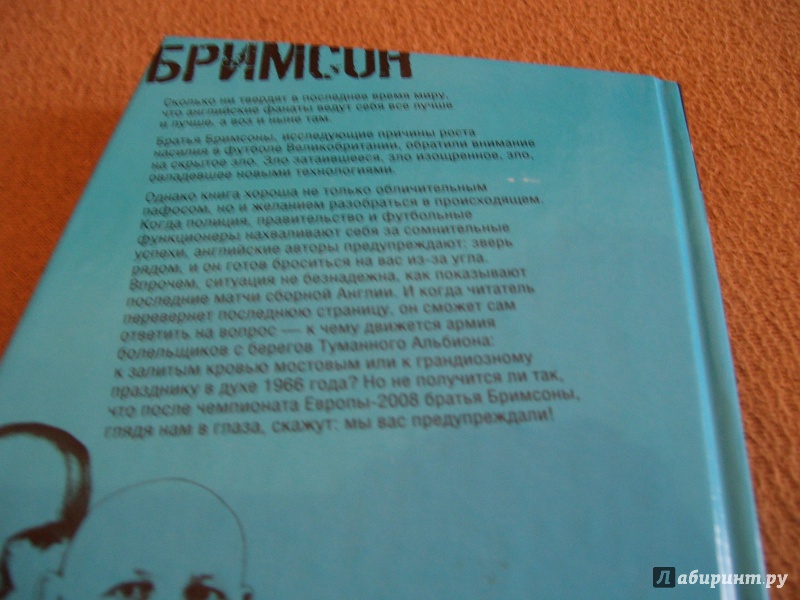 БРИМСОН
Сколько ни твердят в последнее время миру,
что английские фанаты ведут себя все лучше
и лучше, а воз и ныне там.
Братья Бримсоны, исследующие причины роста
насилия в футболе Великобритании, обратили внимание
на скрытое зло. Зло затаившееся, зло изощренное, зло,
овладевшее новыми технологиями.
Однако книга хороша не только обличительным
пафосом, но и желанием разобраться в происходящем.
Когда полиция, правительство и футбольные
функционеры нахваливают себя за сомнительные
успехи, английские авторы предупреждают: зверь
рядом, и он готов броситься на вас из-за угла.
Впрочем, ситуация не безнадежна, как показывают
последние матчи сборной Англии. И когда читатель
перевернет последнюю страницу, он сможет сам
ответить на вопрос — к чему движется армия
болельщиков с берегов Туманного Альбиона:
к залитым кровью мостовым или к грандиозному
празднику в духе 1966 года? Но не получится ли так,
что после чемпионата Европы-2008 братья Бримсоны,
глядя нам в глаза, скажут: мы вас предупреждали!
Лабиринт.ру